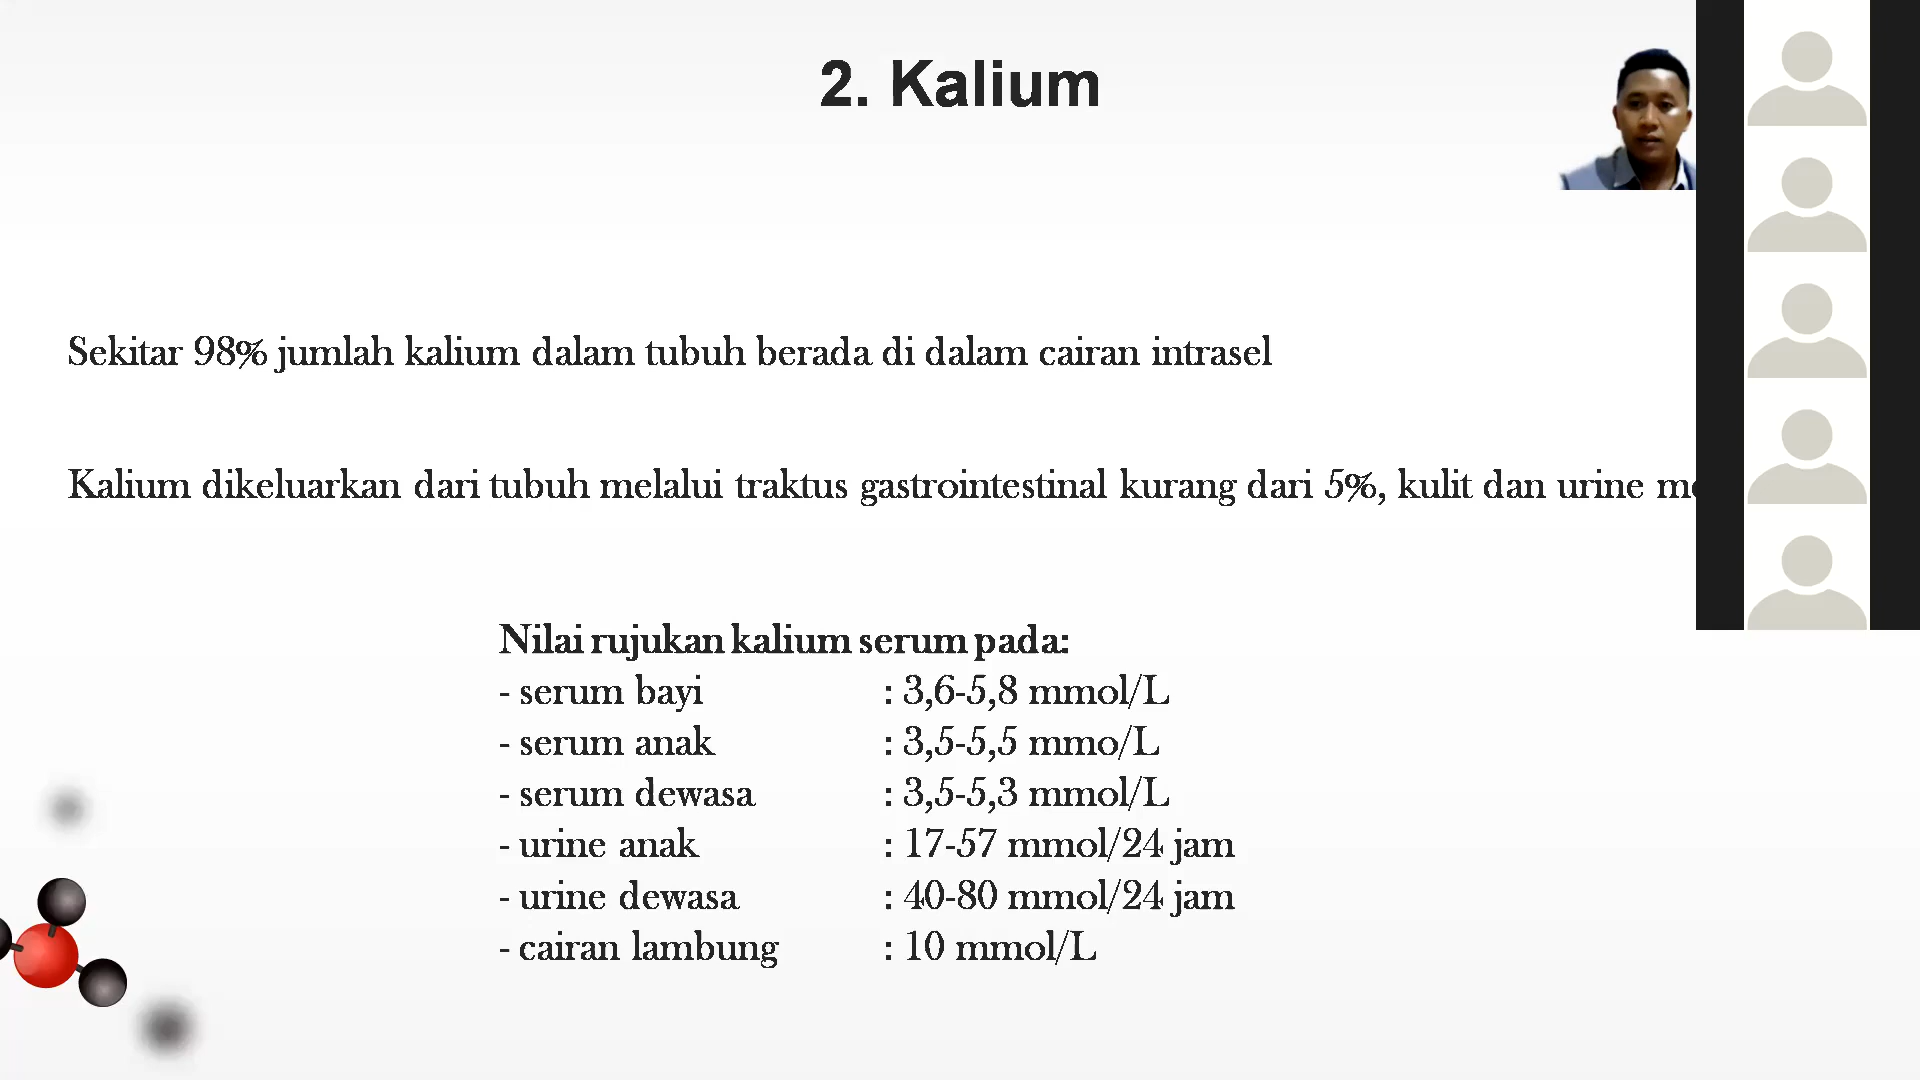 2. Kalium
Sekitar 98% jumlah kalium dalam tubuh berada di dalam cairan intrasel
Kalium dikeluarkan dari tubuh melalui traktus gastrointestinal kurang dari 5%, kulit dan urine
Nilai rujukan kalium serum pada:
- serum bayi : 3,6-5,8 mmol/L
- serum anak : 3,5-5,5 mmo/L
- serum dewasa : 3,5-5,3 mmol/L
- urine anak : 17-57 mmol/24 jam
- urine dewasa : 40-80 mmol/24 jam
- cairan lambung : 10 mmol/L